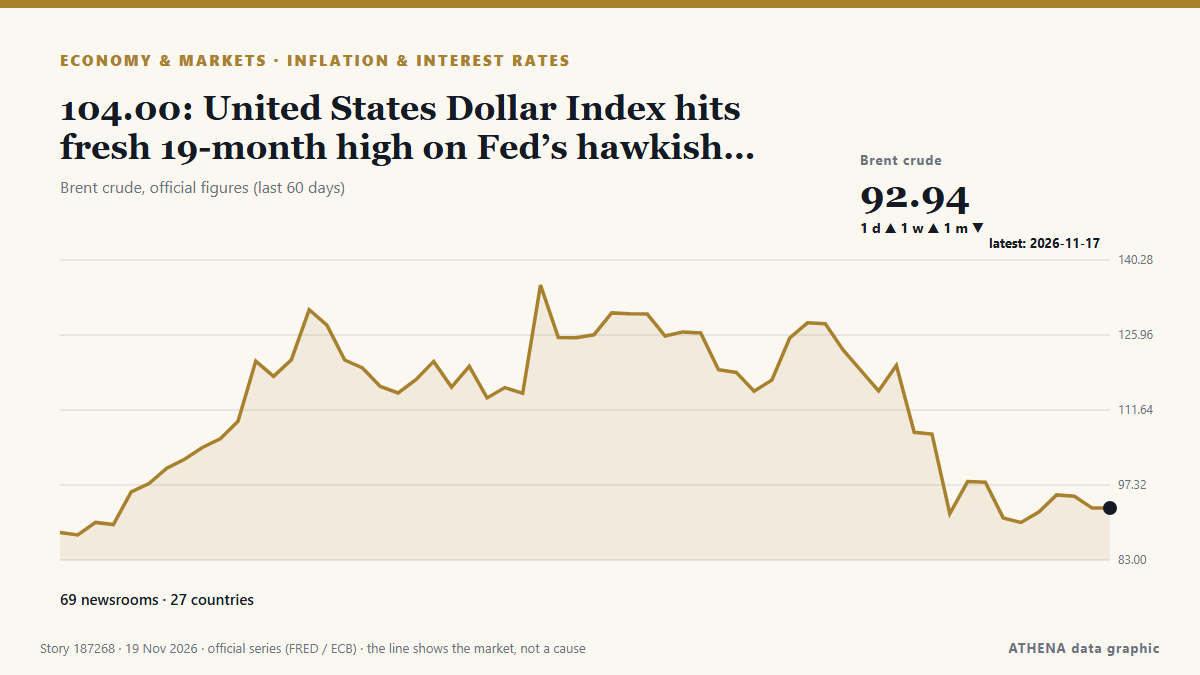 ECONOMY & MARKETS · INFLATION & INTEREST RATES
104.00: United States Dollar Index hits
fresh 19-month high on Fed’s hawkish…
Brent crude, official figures (last 60 days)
Brent crude
92.94
1 d ▲ 1 w ▲ 1 m ▼
latest: 2026-11-17
140.28
125.96
111.64
97.32
83.00
69 newsrooms · 27 countries
Story 187268 · 19 Nov 2026 · official series (FRED / ECB) · the line shows the market, not a cause
ATHENA data graphic